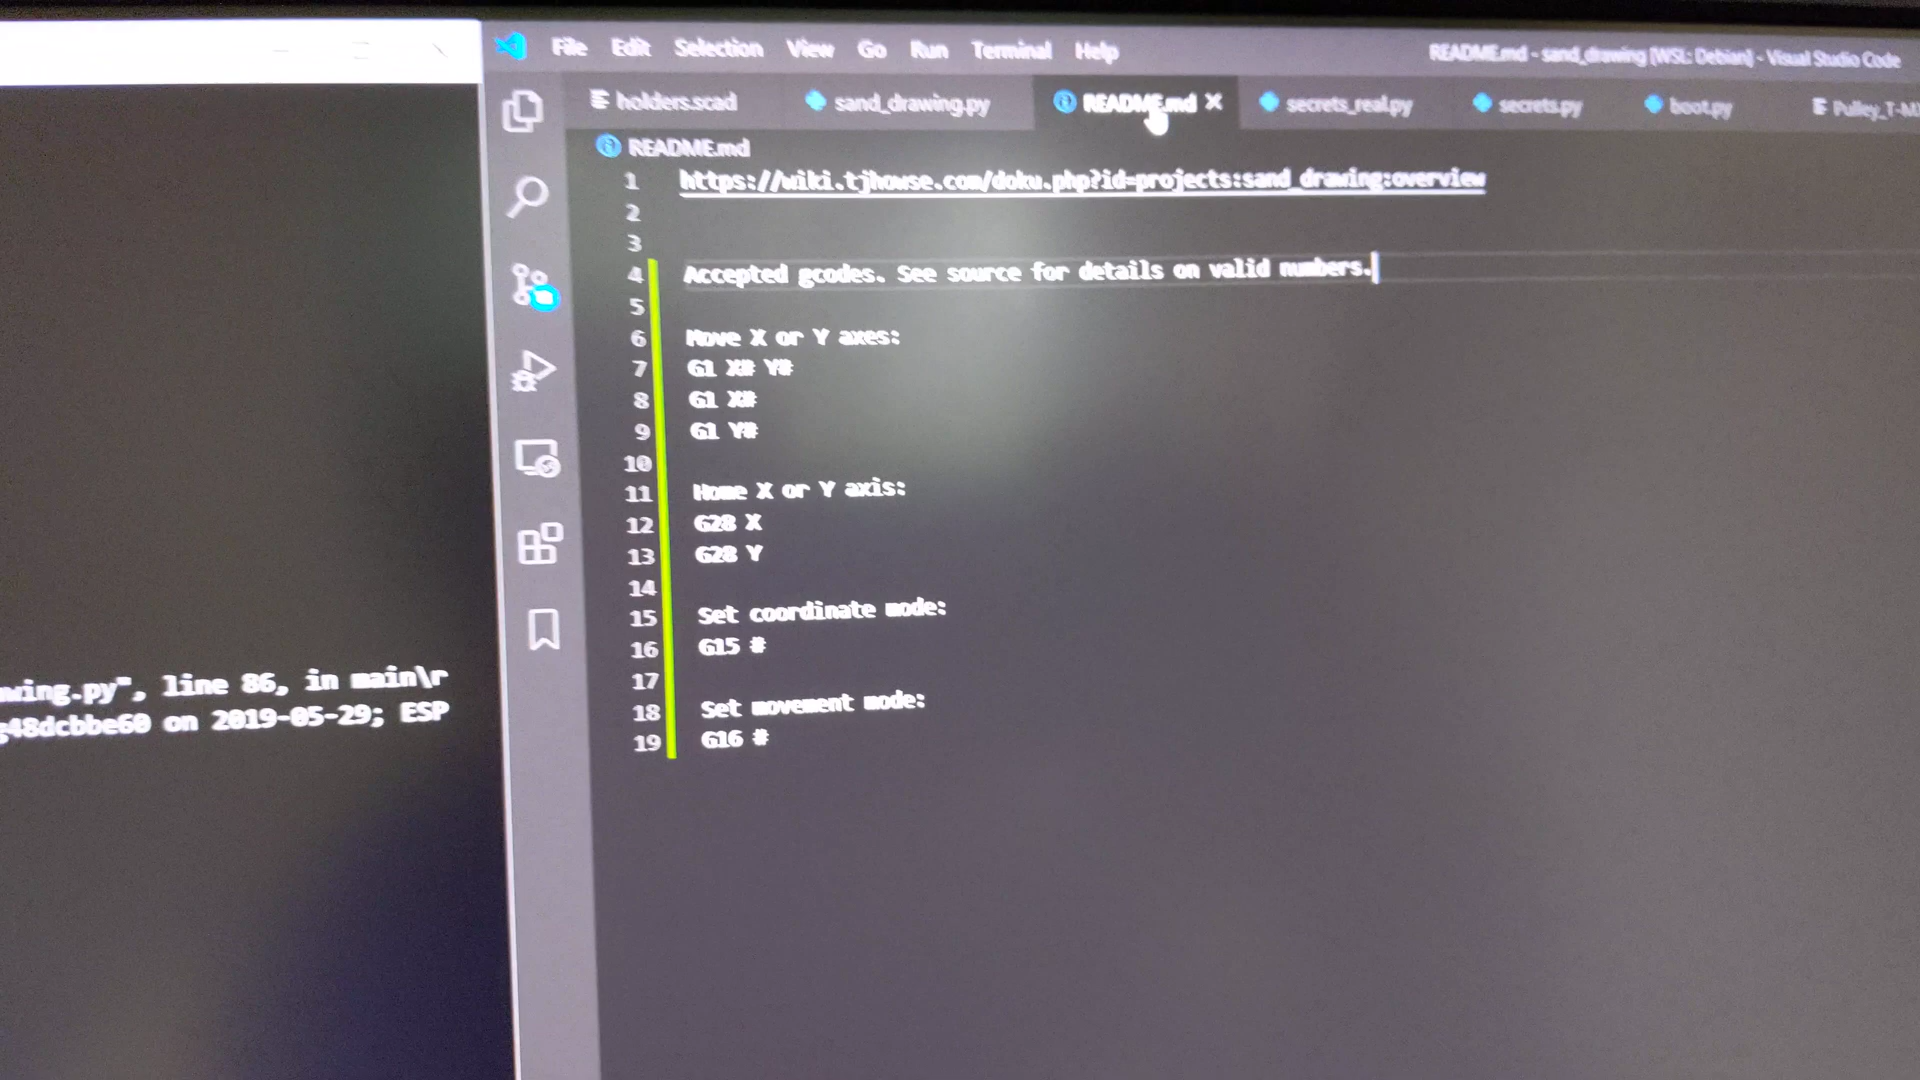 File Edit Selection View Go Run Terminal Help README.md - sand_drawing [WSL: Debian] - Visual Studio Code
holders.scad sand_drawing.py README.md secrets_real.py secrets.py boot.py
README.md
1 https://wiki.tjhowse.com/doku.php?id=projects:sand_drawing:overview
2
3
4 Accepted gcodes. See source for details on valid numbers.
5
6 Move X or Y axes:
7 G1 X# Y#
8 G1 X#
9 G1 Y#
10
11 Home X or Y axis:
12 G28 X
13 G28 Y
14
15 Set coordinate mode:
16 G15 #
17
18 Set movement mode:
19 G16 #
wing.py", line 86, in main\r
g48dcbbe60 on 2019-05-29; ESP